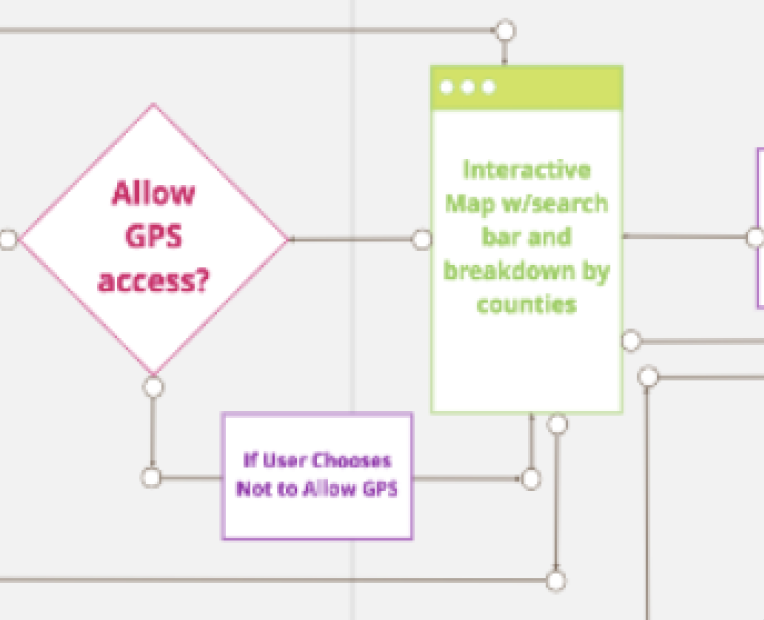 Allow
GPS
access?
Interactive
Map w/search
bar and
breakdown by
counties
If User Chooses
Not to Allow GPS